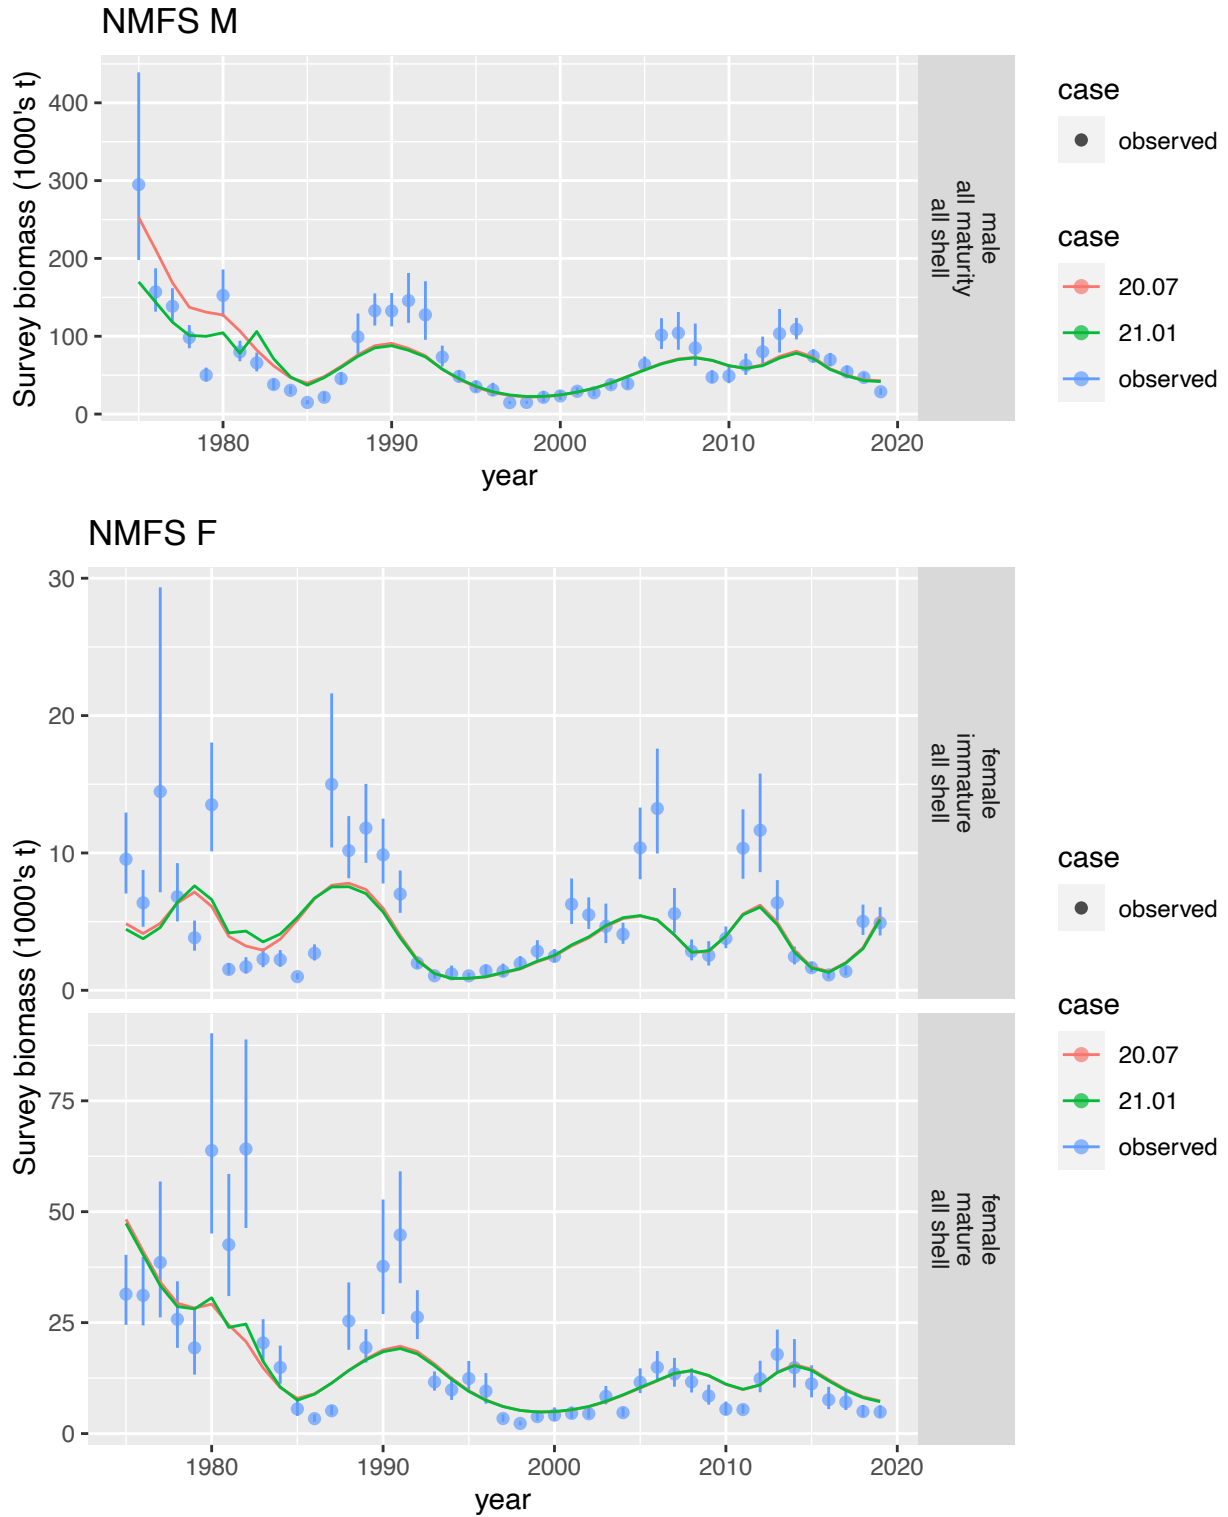 NMFS M
Survey biomass (1000's t)
400
300
200
100
0
1980
1990
2000
2010
2020
year
male
all maturity
all shell
case
observed
case
20.07
21.01
observed
NMFS F
Survey biomass (1000's t)
30
20
10
0
female
immature
all shell
75
50
25
0
female
mature
all shell
1980
1990
2000
2010
2020
year
case
observed
case
20.07
21.01
observed